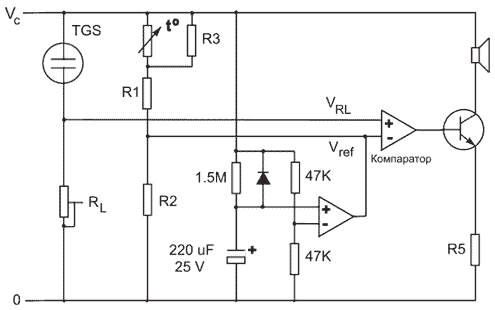 Vc
TGS
t°
R3
R1
VRL
+
-
Vref
Компаратор
1.5M
47K
RL
R2
+
-
220 uF
25 V
+
47K
R5
0